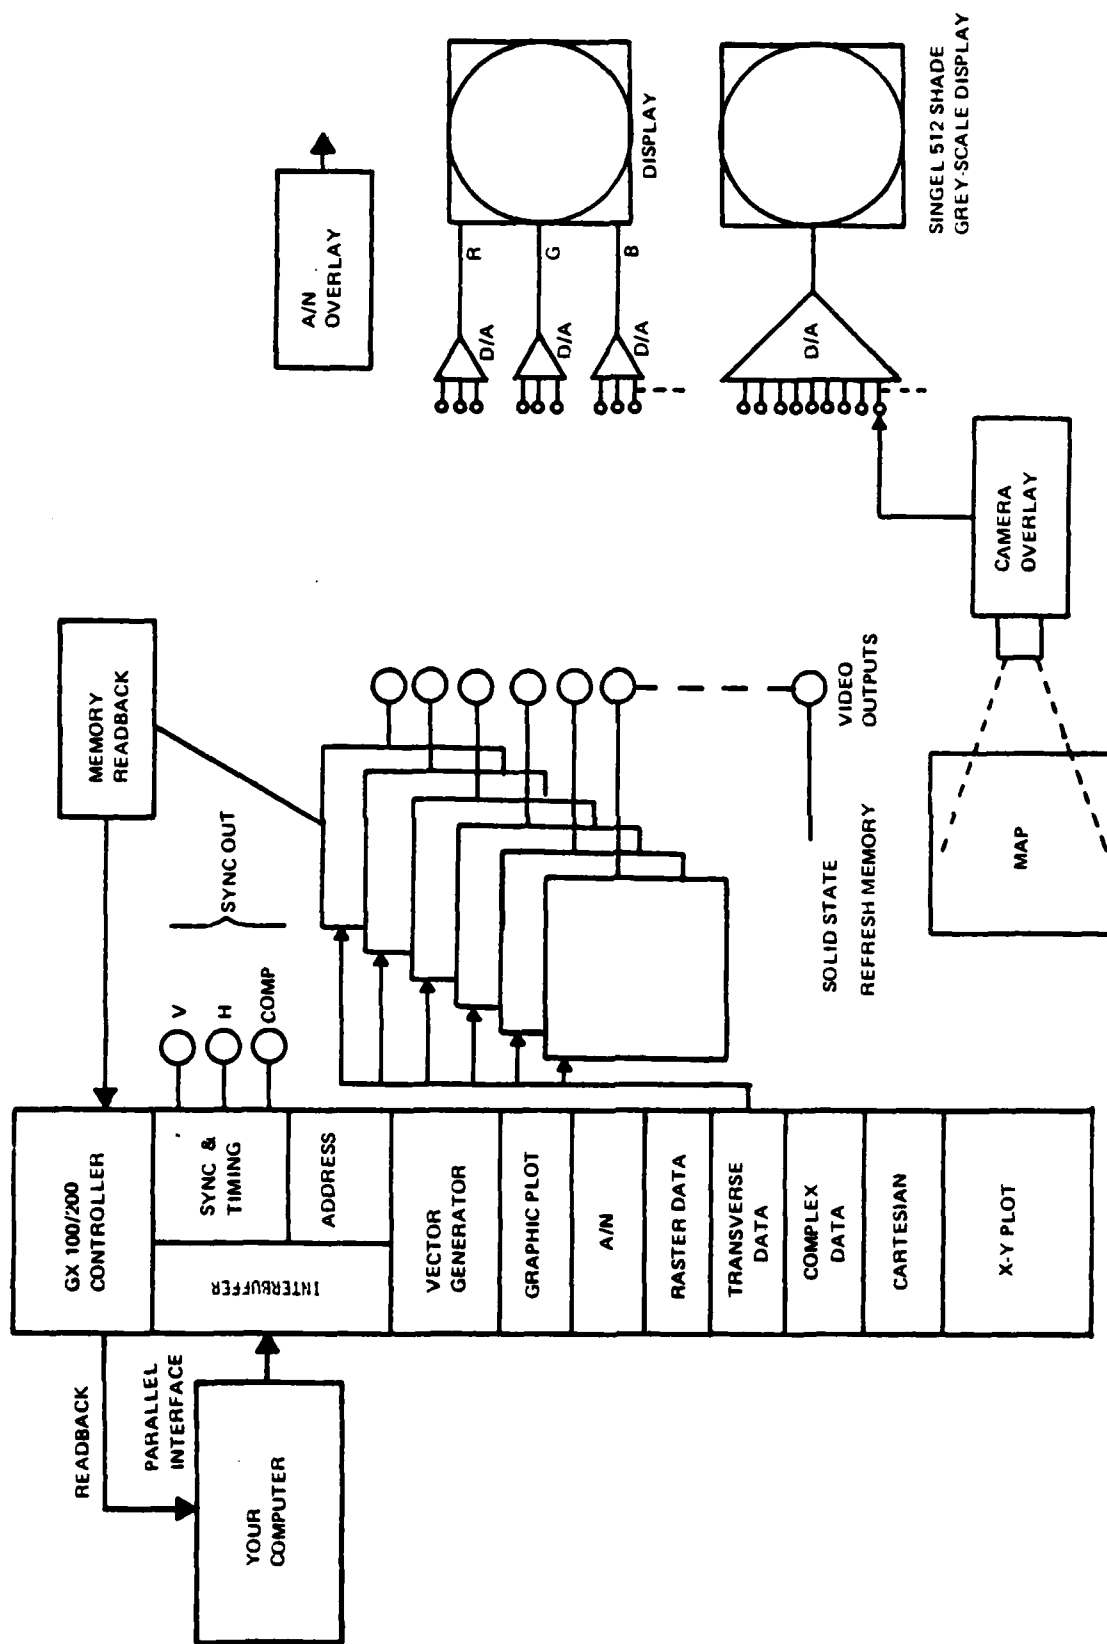 READBACK
PARALLEL
INTERFACE
YOUR
COMPUTER
GX 100/200
CONTROLLER
INTERBUFFER
SYNC &
TIMING
ADDRESS
VECTOR
GENERATOR
GRAPHIC PLOT
A/N
RASTER DATA
TRANSVERSE
DATA
COMPLEX
DATA
CARTESIAN
X-Y PLOT
V
H
COMP
SYNC OUT
MEMORY
READBACK
SOLID STATE
REFRESH MEMORY
VIDEO
OUTPUTS
MAP
CAMERA
OVERLAY
A/N
OVERLAY
D/A
D/A
D/A
R
G
B
DISPLAY
D/A
SINGEL 512 SHADE
GREY-SCALE DISPLAY